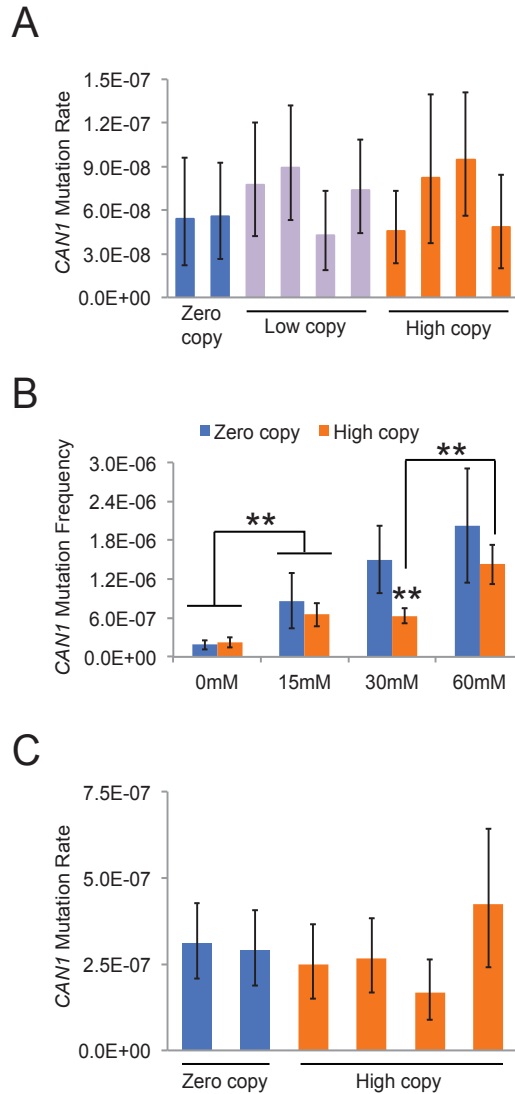 A
CAN1 Mutation Rate
1.5E-07
1.2E-07
9.0E-08
6.0E-08
3.0E-08
0.0E+00
Zero
copy
Low copy
High copy
B
Zero copy High copy
CAN1 Mutation Frequency
3.0E-06
2.4E-06
1.8E-06
1.2E-06
6.0E-07
0.0E+00
**
**
**
0mM 15mM 30mM 60mM
C
CAN1 Mutation Rate
7.5E-07
5.0E-07
2.5E-07
0.0E+00
Zero copy High copy